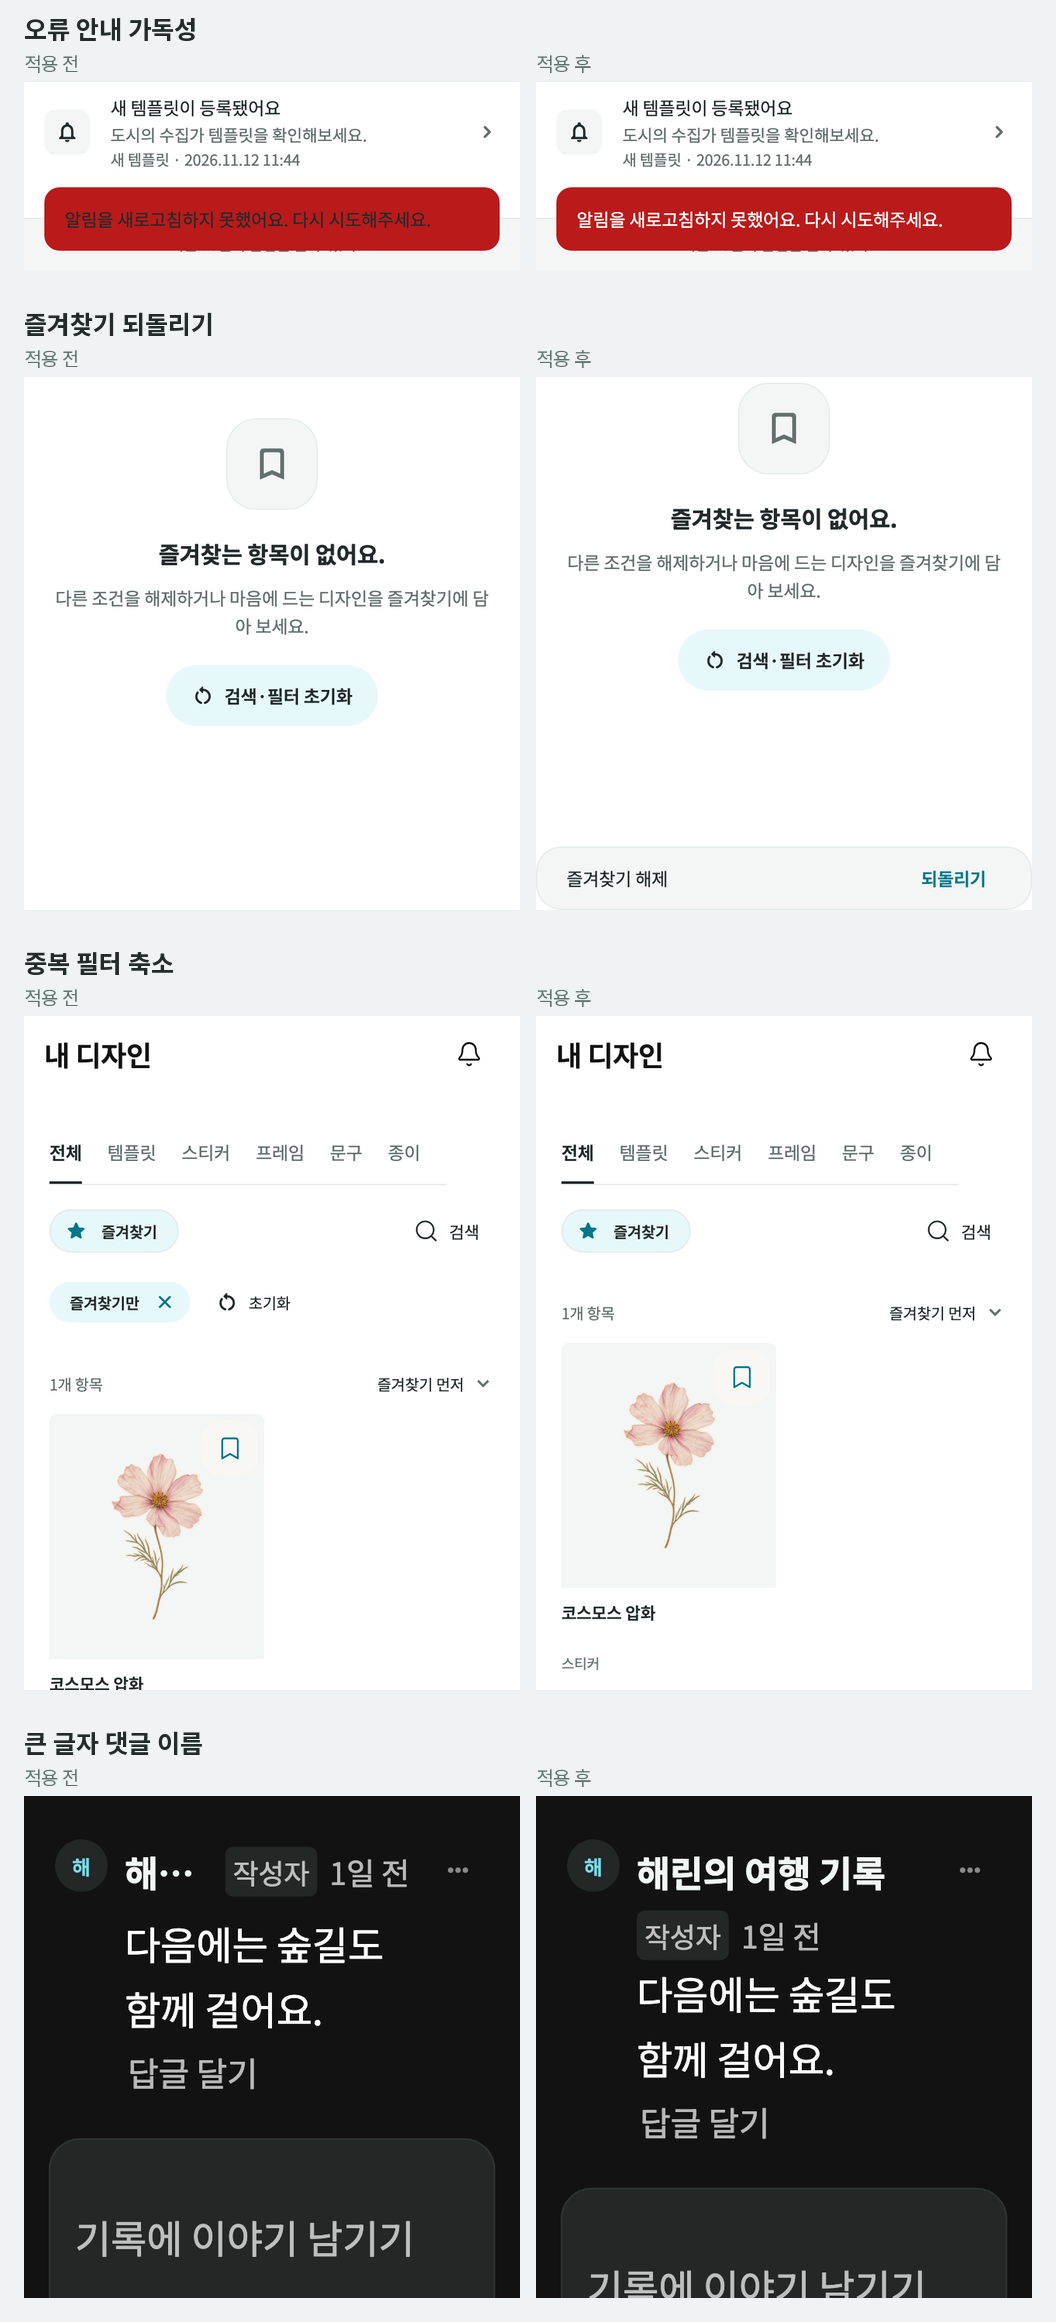 오류 안내 가독성
적용 전
새 템플릿이 등록됐어요
도시의 수집가 템플릿을 확인해보세요.
새 템플릿 · 2026.11.12 11:44
알림을 새로고침하지 못했어요. 다시 시도해주세요.
적용 후
새 템플릿이 등록됐어요
도시의 수집가 템플릿을 확인해보세요.
새 템플릿 · 2026.11.12 11:44
알림을 새로고침하지 못했어요. 다시 시도해주세요.
즐겨찾기 되돌리기
적용 전
즐겨찾는 항목이 없어요.
다른 조건을 해제하거나 마음에 드는 디자인을 즐겨찾기에 담
아 보세요.
검색·필터 초기화
적용 후
즐겨찾는 항목이 없어요.
다른 조건을 해제하거나 마음에 드는 디자인을 즐겨찾기에 담
아 보세요.
검색·필터 초기화
즐겨찾기 해제 되돌리기
중복 필터 축소
적용 전
내 디자인
전체 템플릿 스티커 프레임 문구 종이
즐겨찾기 검색
즐겨찾기만 초기화
1개 항목 즐겨찾기 먼저
코스모스 압화
적용 후
내 디자인
전체 템플릿 스티커 프레임 문구 종이
즐겨찾기 검색
1개 항목 즐겨찾기 먼저
코스모스 압화
스티커
큰 글자 댓글 이름
적용 전
해 해… 작성자 1일 전
다음에는 숲길도
함께 걸어요.
답글 달기
기록에 이야기 남기기
적용 후
해 해린의 여행 기록
작성자 1일 전
다음에는 숲길도
함께 걸어요.
답글 달기
기록에 이야기 남기기